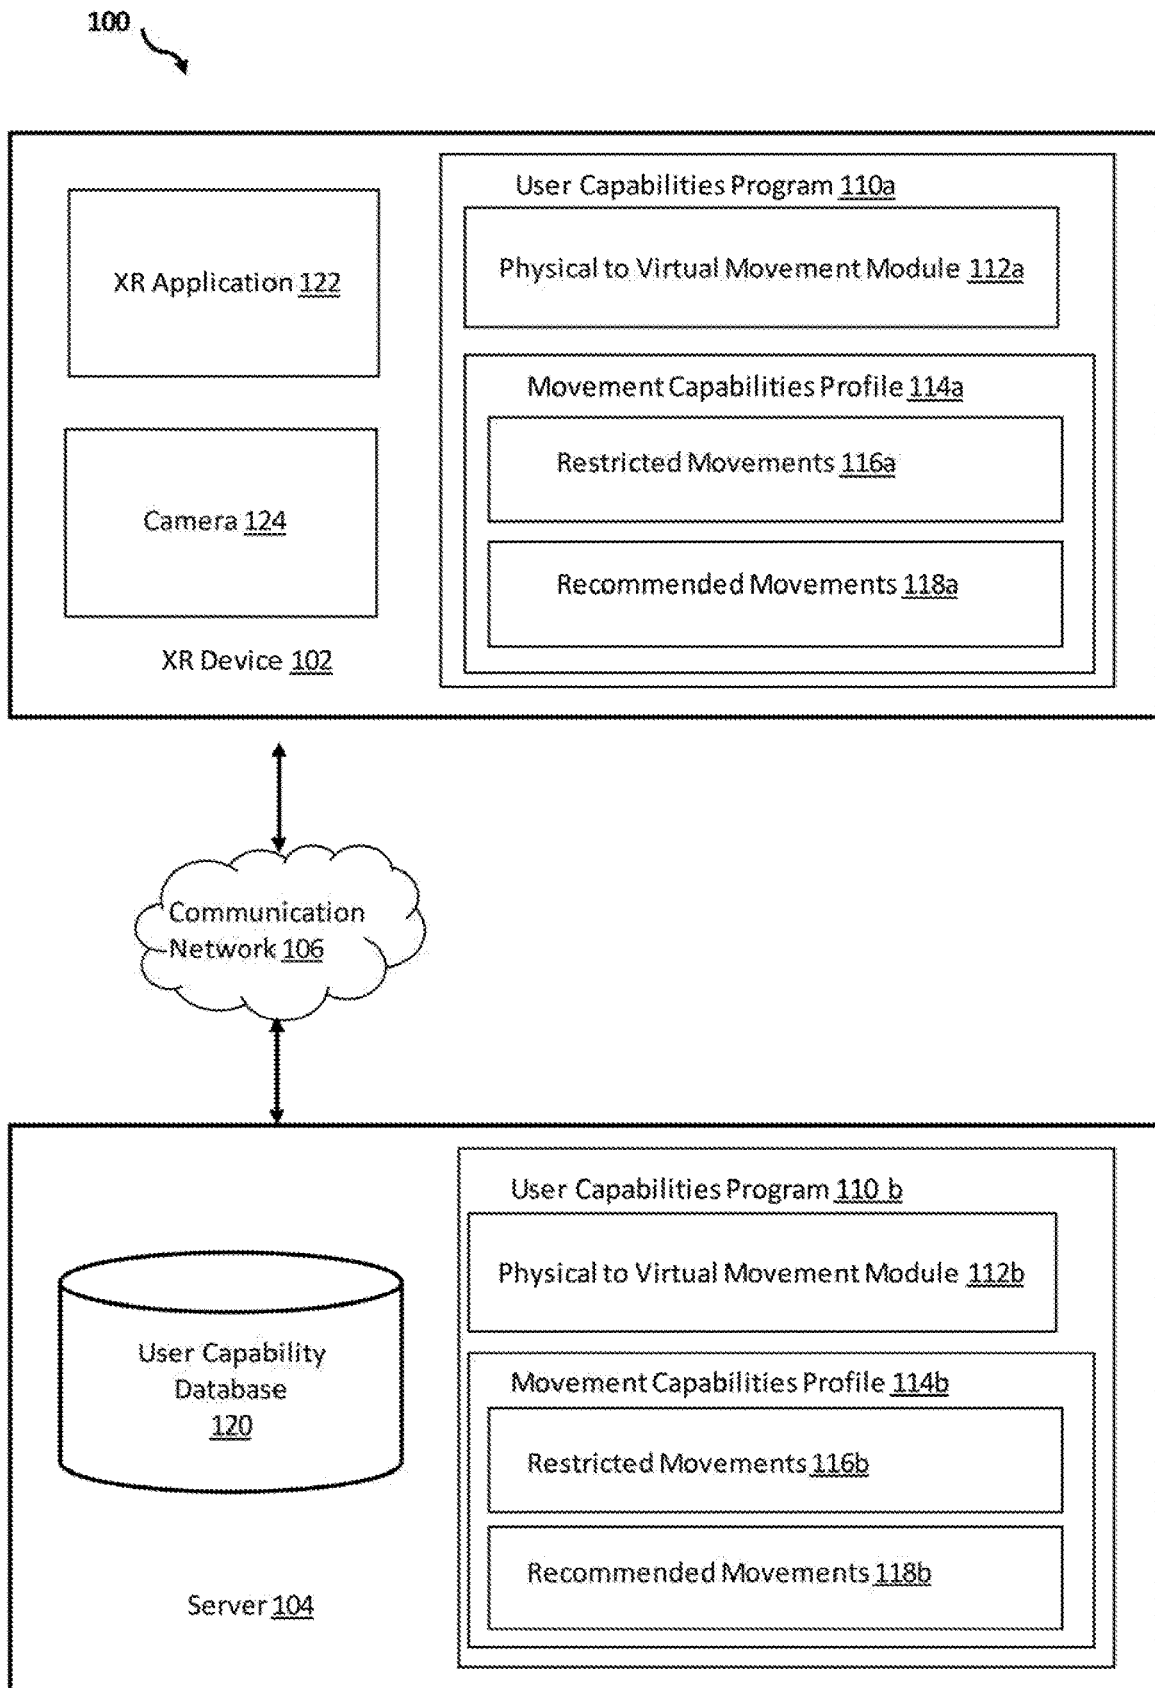 100
User Capabilities Program 110a
Physical to Virtual Movement Module 112a
XR Application 122
Movement Capabilities Profile 114a
Restricted Movements 116a
Camera 124
Recommended Movements 118a
XR Device 102
Communication
Network 106
User Capabilities Program 110 b
Physical to Virtual Movement Module 112b
User Capability
Database
120
Movement Capabilities Profile 114b
Restricted Movements 116b
Recommended Movements 118b
Server 104